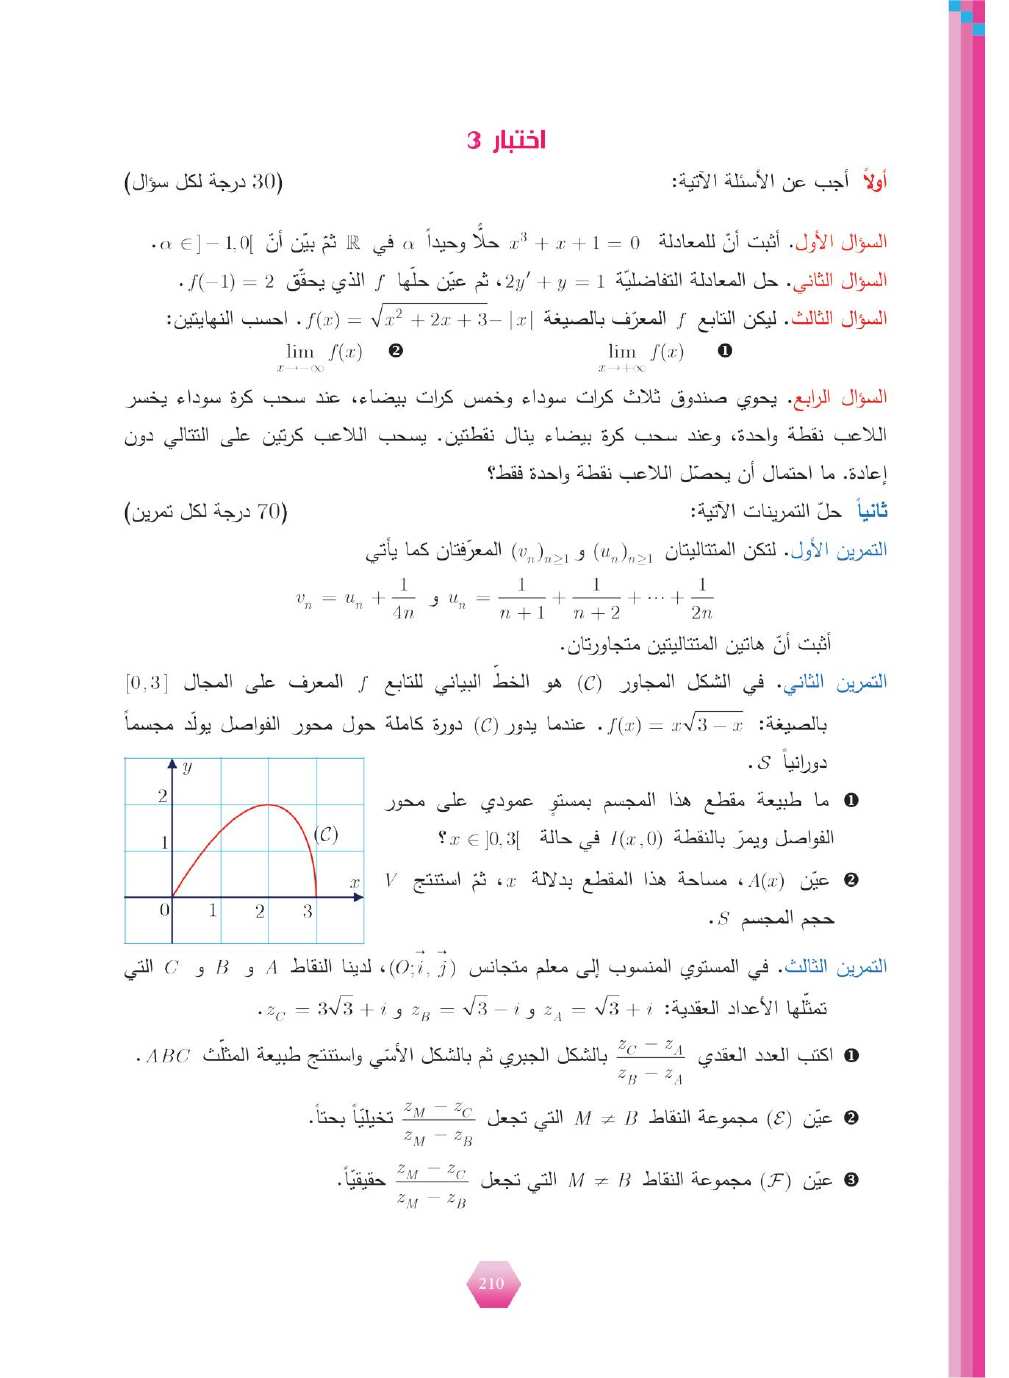 اختبار 3
أولاً أجب عن الأسئلة الآتية: (30 درجة لكل سؤال)
السؤال الأول. أثبت أنّ للمعادلة x³ + x + 1 = 0 حلًّا وحيداً α في ℝ ثمّ بيّن أنّ α ∈ ]−1,0[.
السؤال الثاني. حل المعادلة التفاضليّة 2y′ + y = 1، ثم عيّن حلّها f الذي يحقّق f(−1) = 2.
السؤال الثالث. ليكن التابع f المعرّف بالصيغة f(x) = √(x² + 2x + 3) − |x|. احسب النهايتين:
❶ lim f(x) x→+∞ ❷ lim f(x) x→−∞
السؤال الرابع. يحوي صندوق ثلاث كرات سوداء وخمس كرات بيضاء، عند سحب كرة سوداء يخسر
اللاعب نقطة واحدة، وعند سحب كرة بيضاء ينال نقطتين. يسحب اللاعب كرتين على التتالي دون
إعادة. ما احتمال أن يحصّل اللاعب نقطة واحدة فقط؟
ثانياً حلّ التمرينات الآتية: (70 درجة لكل تمرين)
التمرين الأول. لتكن المتتاليتان (u_n)_{n≥1} و (v_n)_{n≥1} المعرّفتان كما يأتي
u_n = 1/(n+1) + 1/(n+2) + ⋯ + 1/(2n) و v_n = u_n + 1/(4n)
أثبت أنّ هاتين المتتاليتين متجاورتان.
التمرين الثاني. في الشكل المجاور (C) هو الخطّ البياني للتابع f المعرف على المجال [0,3]
بالصيغة: f(x) = x√(3 − x). عندما يدور (C) دورة كاملة حول محور الفواصل يولّد مجسماً
دورانياً S.
❶ ما طبيعة مقطع هذا المجسم بمستوٍ عمودي على محور
الفواصل ويمرّ بالنقطة I(x,0) في حالة x ∈ ]0,3[؟
❷ عيّن A(x)، مساحة هذا المقطع بدلالة x، ثمّ استنتج V
حجم المجسم S.
y
2
1
(C)
x
0 1 2 3
التمرين الثالث. في المستوي المنسوب إلى معلم متجانس (O; i⃗, j⃗)، لدينا النقاط A و B و C التي
تمثّلها الأعداد العقدية: z_A = √3 + i و z_B = √3 − i و z_C = 3√3 + i.
❶ اكتب العدد العقدي (z_C − z_A)/(z_B − z_A) بالشكل الجبري ثم بالشكل الأسّي واستنتج طبيعة المثلّث ABC.
❷ عيّن (ℰ) مجموعة النقاط M ≠ B التي تجعل (z_M − z_C)/(z_M − z_B) تخيليّاً بحتاً.
❸ عيّن (ℱ) مجموعة النقاط M ≠ B التي تجعل (z_M − z_C)/(z_M − z_B) حقيقيّاً.
210